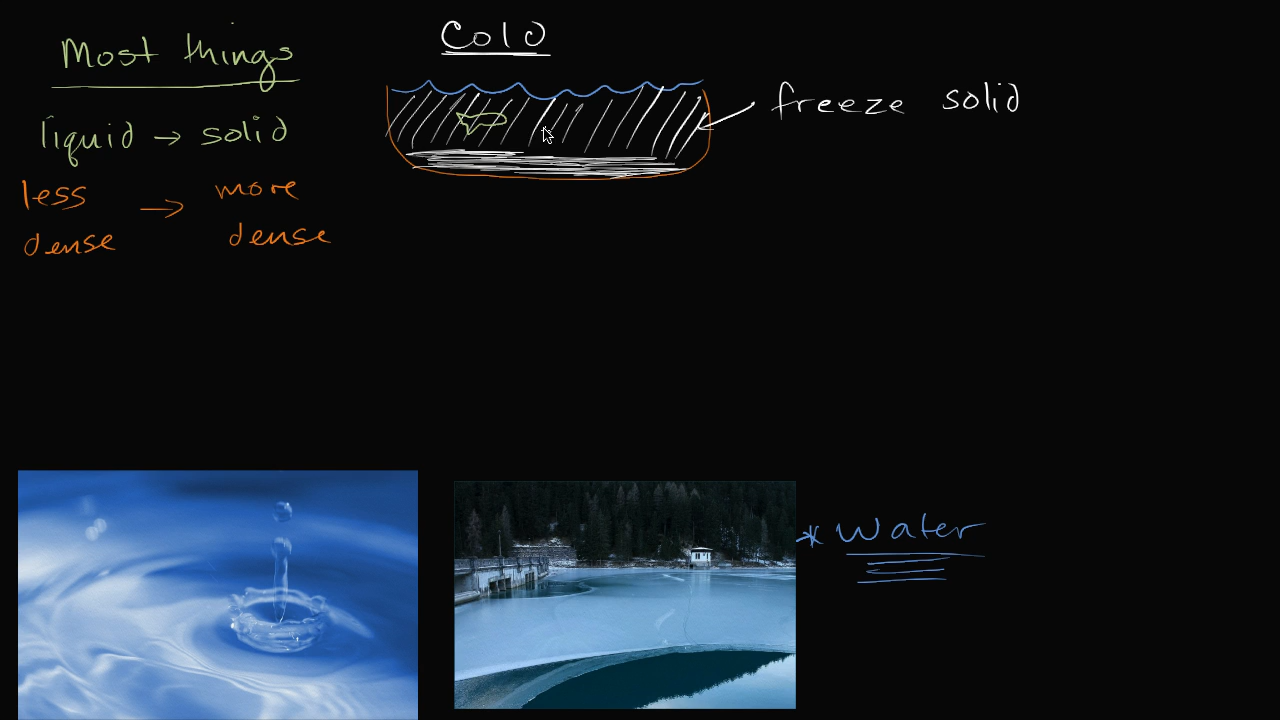 Most things
liquid → solid
less → more
dense dense
Cold
freeze solid
* Water